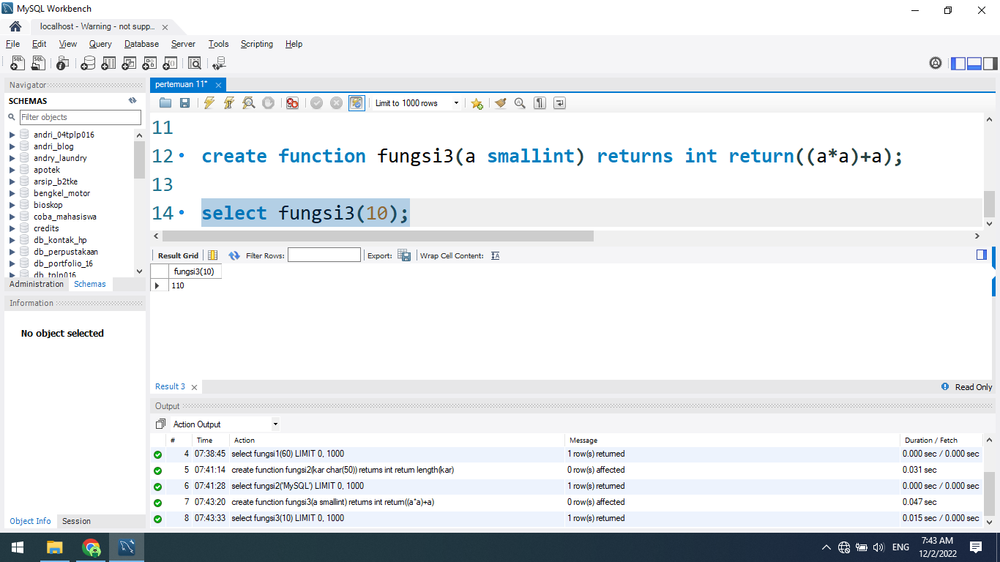 MySQL Workbench
localhost - Warning - not supp...
File Edit View Query Database Server Tools Scripting Help
Navigator
SCHEMAS
Filter objects
andri_04tplp016
andri_blog
andry_laundry
apotek
arsip_b2tke
bengkel_motor
bioskop
coba_mahasiswa
credits
db_kontak_hp
db_perpustakaan
db_portfolio_16
db_tplp016
Administration Schemas
Information
No object selected
Object Info Session
pertemuan 11*
Limit to 1000 rows
11
12 create function fungsi3(a smallint) returns int return((a*a)+a);
13
14 select fungsi3(10);
Result Grid Filter Rows: Export: Wrap Cell Content:
fungsi3(10)
110
Result 3 Read Only
Output
Action Output
# Time Action Message Duration / Fetch
4 07:38:45 select fungsi1(60) LIMIT 0, 1000 1 row(s) returned 0.000 sec / 0.000 sec
5 07:41:14 create function fungsi2(kar char(50)) returns int return length(kar) 0 row(s) affected 0.031 sec
6 07:41:28 select fungsi2('MySQL') LIMIT 0, 1000 1 row(s) returned 0.000 sec / 0.000 sec
7 07:43:20 create function fungsi3(a smallint) returns int return((a*a)+a) 0 row(s) affected 0.047 sec
8 07:43:33 select fungsi3(10) LIMIT 0, 1000 1 row(s) returned 0.015 sec / 0.000 sec
ENG
7:43 AM
12/2/2022